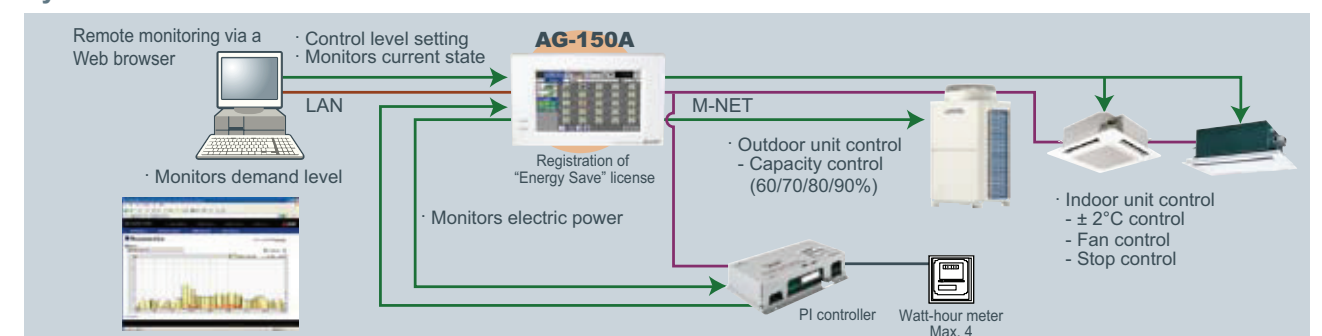 Remote monitoring via a
Web browser
· Control level setting
· Monitors current state
AG-150A
LAN
M-NET
Registration of
“Energy Save” license
· Monitors demand level
· Outdoor unit control
- Capacity control
(60/70/80/90%)
· Monitors electric power
· Indoor unit control
- ± 2°C control
- Fan control
- Stop control
PI controller
Watt-hour meter
Max. 4